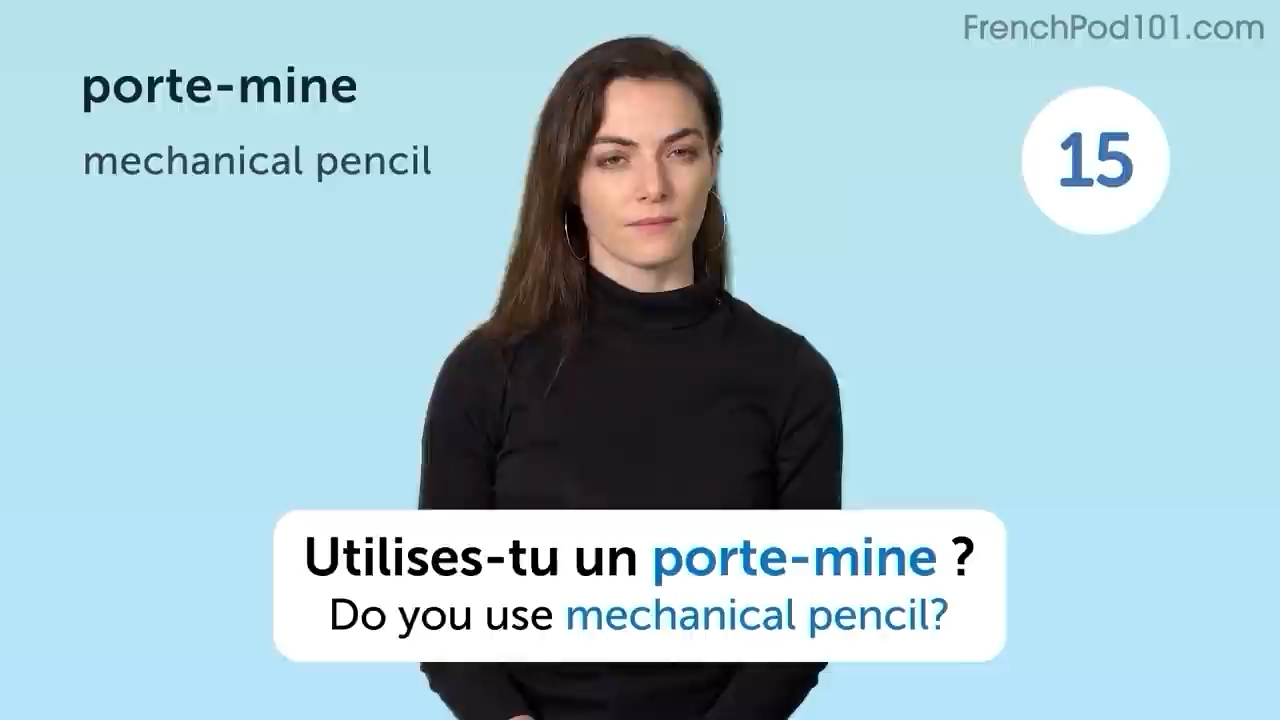 FrenchPod101.com
porte-mine
mechanical pencil
15
Utilises-tu un porte-mine ?
Do you use mechanical pencil?